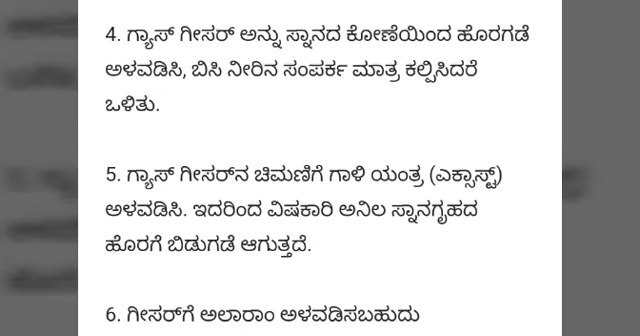 4. ಗ್ಯಾಸ್ ಗೀಸರ್ ಅನ್ನು ಸ್ನಾನದ ಕೋಣೆಯಿಂದ ಹೊರಗಡೆ
ಅಳವಡಿಸಿ, ಬಿಸಿ ನೀರಿನ ಸಂಪರ್ಕ ಮಾತ್ರ ಕಲ್ಪಿಸಿದರೆ
ಒಳಿತು.
5. ಗ್ಯಾಸ್ ಗೀಸರ್‌ನ ಚಿಮಣಿಗೆ ಗಾಳಿ ಯಂತ್ರ (ಎಕ್ಸಾಸ್ಟ್)
ಅಳವಡಿಸಿ. ಇದರಿಂದ ವಿಷಕಾರಿ ಅನಿಲ ಸ್ನಾನಗೃಹದ
ಹೊರಗೆ ಬಿಡುಗಡೆ ಆಗುತ್ತದೆ.
6. ಗೀಸರ್‌ಗೆ ಅಲಾರಾಂ ಅಳವಡಿಸಬಹುದು